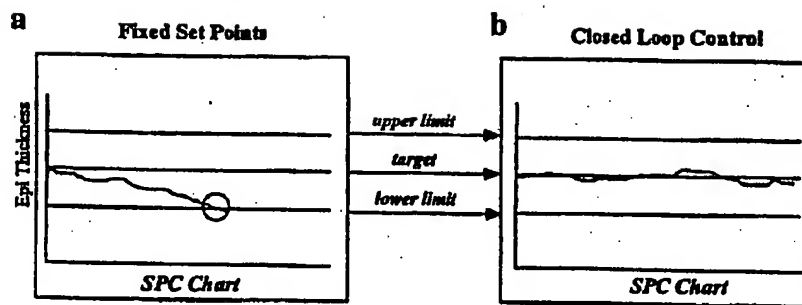 a
Fixed Set Points
b
Closed Loop Control
Epi Thickness
upper limit
target
lower limit
SPC Chart
SPC Chart